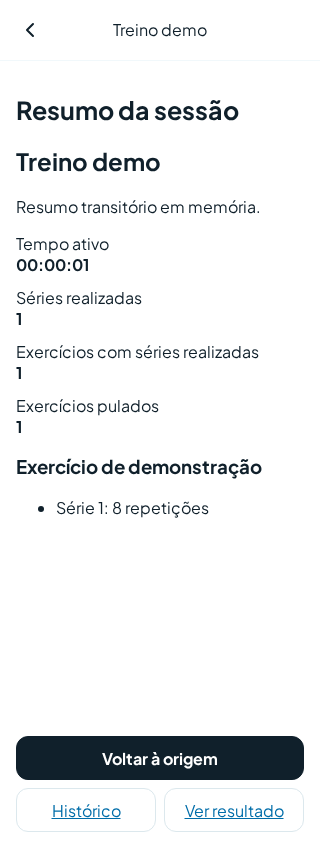 Treino demo
Resumo da sessão
Treino demo
Resumo transitório em memória.
Tempo ativo
00:00:01
Séries realizadas
1
Exercícios com séries realizadas
1
Exercícios pulados
1
Exercício de demonstração
• Série 1: 8 repetições
Voltar à origem
Histórico
Ver resultado